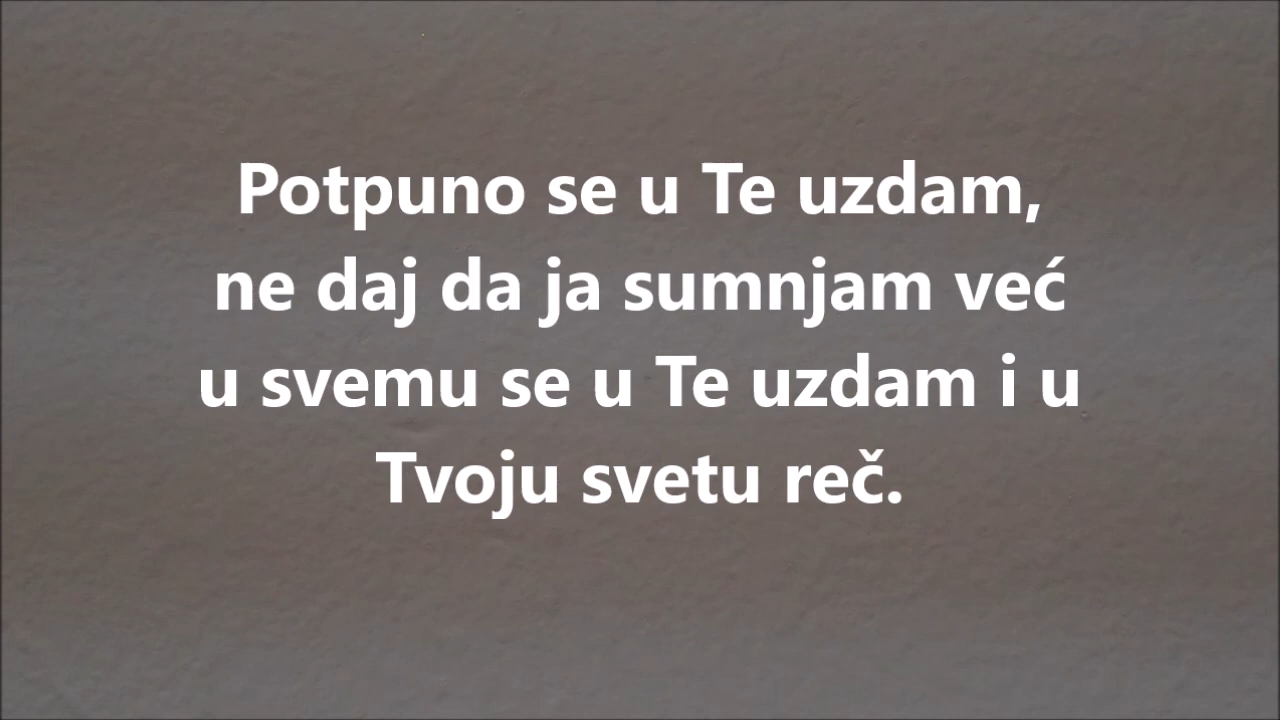 Potpuno se u Te uzdam,
ne daj da ja sumnjam već
u svemu se u Te uzdam i u
Tvoju svetu reč.